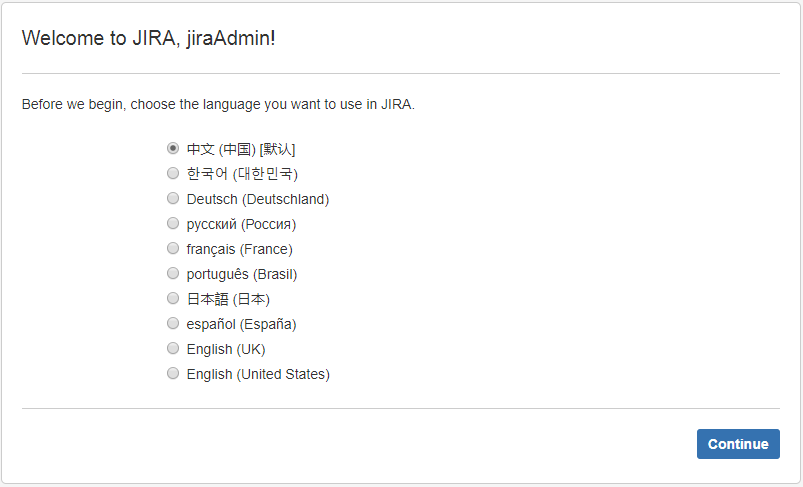 Welcome to JIRA, jiraAdmin!
Before we begin, choose the language you want to use in JIRA.
中文 (中国) [默认]
한국어 (대한민국)
Deutsch (Deutschland)
русский (Россия)
français (France)
português (Brasil)
日本語 (日本)
español (España)
English (UK)
English (United States)
Continue